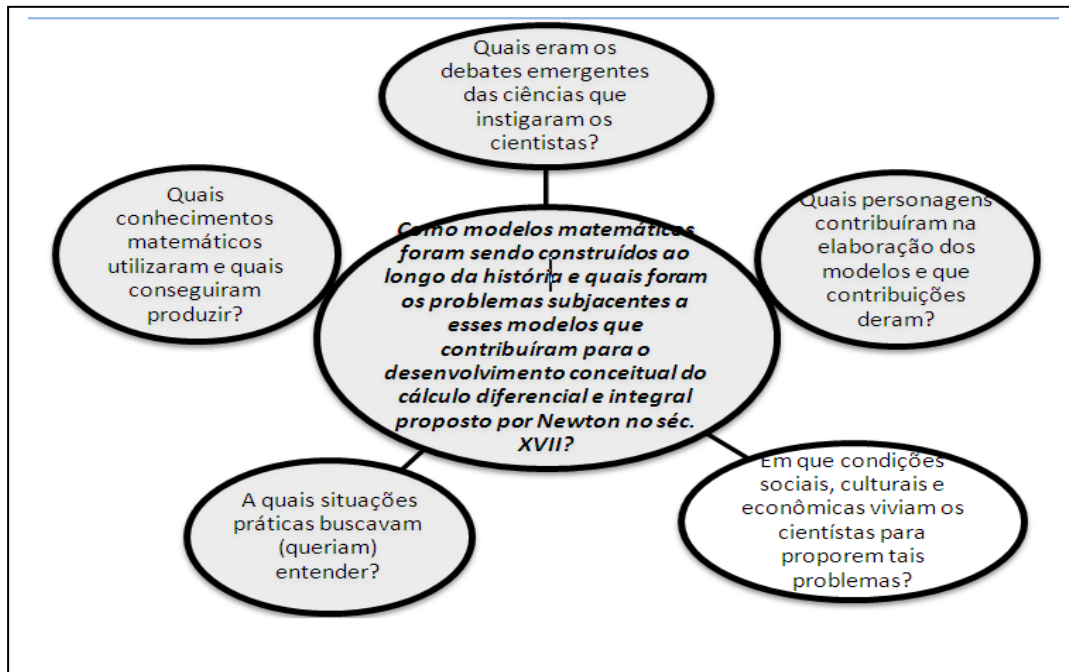 Quais eram os
debates emergentes
das ciências que
instigaram os
cientistas?
Quais
conhecimentos
matemáticos
utilizaram e quais
conseguiram
produzir?
Quais personagens
contribuíram na
elaboração dos
modelos e que
contribuições
deram?
Como modelos matemáticos
foram sendo construídos ao
longo da história e quais foram
os problemas subjacentes a
esses modelos que
contribuíram para o
desenvolvimento conceitual do
cálculo diferencial e integral
proposto por Newton no séc.
XVII?
A quais situações
práticas buscavam
(queriam)
entender?
Em que condições
sociais, culturais e
econômicas viviam os
cientístas para
proporem tais
problemas?